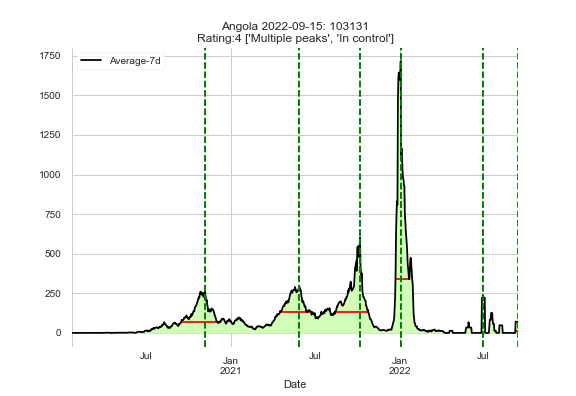 Angola 2022-09-15: 103131
Rating:4 ['Multiple peaks', 'In control']
Average-7d
1750
1500
1250
1000
750
500
250
0
Jul
Jan
2021
Jul
Jan
2022
Jul
Date